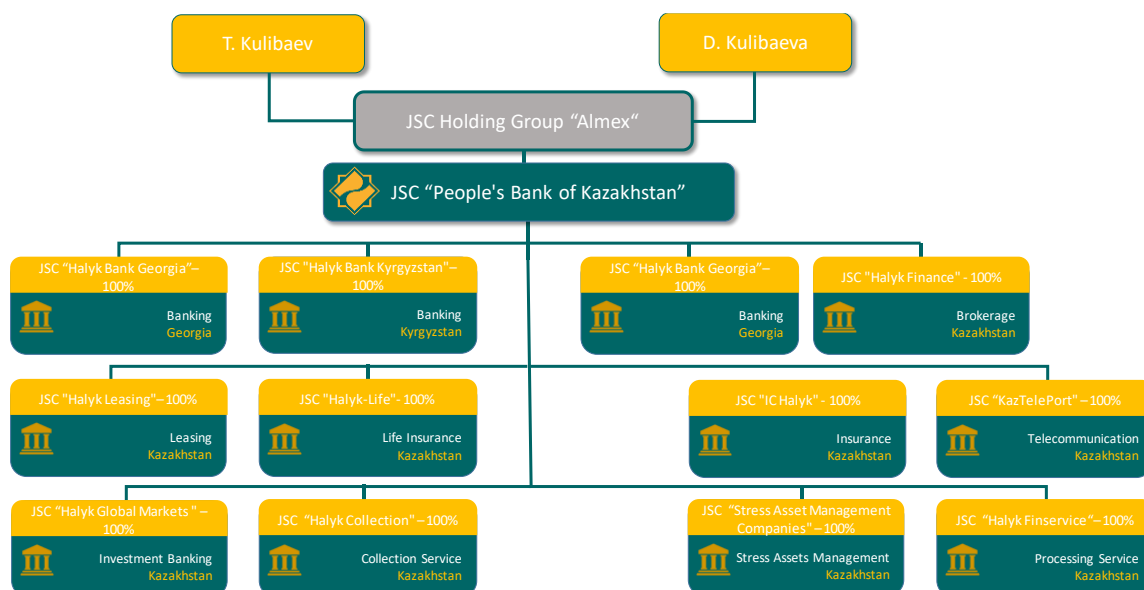 T. Kulibaev
D. Kulibaeva
JSC Holding Group “Almex“
JSC “People's Bank of Kazakhstan”
JSC “Halyk Bank Georgia”–
100%
Banking
Georgia
JSC "Halyk Bank Kyrgyzstan"–
100%
Banking
Kyrgyzstan
JSC “Halyk Bank Georgia”–
100%
Banking
Georgia
JSC "Halyk Finance" - 100%
Brokerage
Kazakhstan
JSC "Halyk Leasing"–100%
Leasing
Kazakhstan
JSC "Halyk-Life"- 100%
Life Insurance
Kazakhstan
JSC "IC Halyk" - 100%
Insurance
Kazakhstan
JSC "KazTelePort" –100%
Telecommunication
Kazakhstan
JSC “Halyk Global Markets ” –
100%
Investment Banking
Kazakhstan
JSC “Halyk Collection” –100%
Collection Service
Kazakhstan
JSC “Stress Asset Management
Companies” –100%
Stress Assets Management
Kazakhstan
JSC “Halyk Finservice”–100%
Processing Service
Kazakhstan